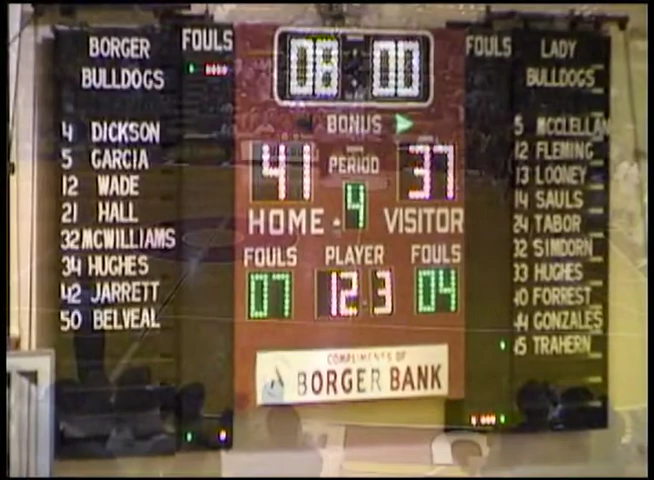 BORGER
BULLDOGS
FOULS
4 DICKSON
5 GARCIA
12 WADE
21 HALL
32 MCWILLIAMS
34 HUGHES
42 JARRETT
50 BELVEAL
08 00
BONUS
41 PERIOD 37
4
HOME VISITOR
FOULS PLAYER FOULS
07 12 3 04
COMPLIMENTS OF
BORGER BANK
FOULS
LADY
BULLDOGS
5 MCCLELLAN
12 FLEMING
13 LOONEY
14 SAULS
24 TABOR
32 SIMDORN
33 HUGHES
40 FORREST
44 GONZALES
45 TRAHERN